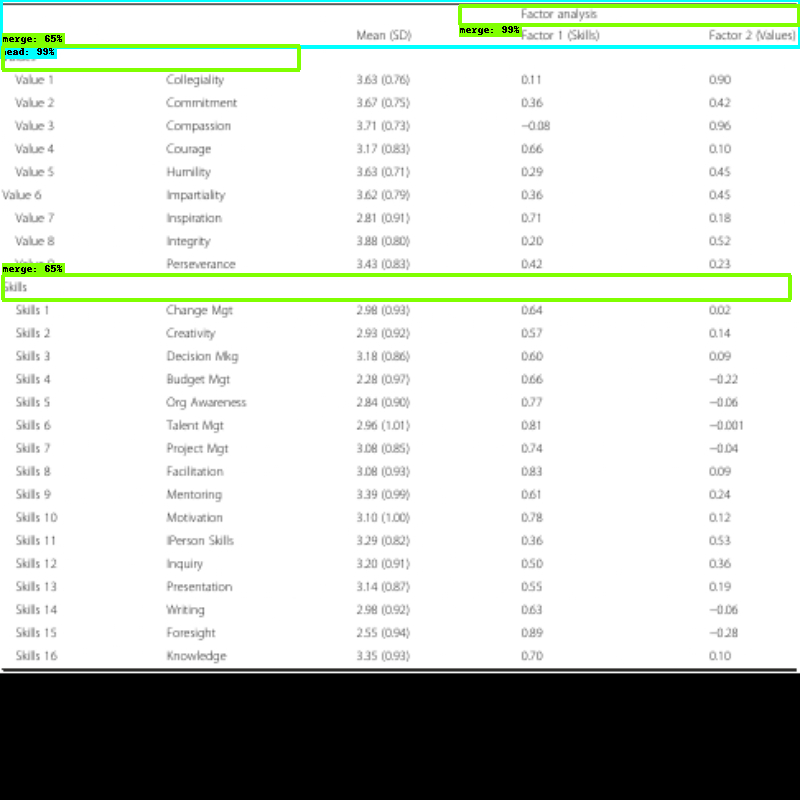 Factor analysis
merge: 99%
Mean (SD) Factor 1 (Skills) Factor 2 (Values)
merge: 65%
head: 99%
Value 1 Collegiality 3.63 (0.76) 0.11 0.90
Value 2 Commitment 3.67 (0.75) 0.36 0.42
Value 3 Compassion 3.71 (0.73) −0.08 0.96
Value 4 Courage 3.17 (0.83) 0.66 0.10
Value 5 Humility 3.63 (0.71) 0.29 0.45
Value 6 Impartiality 3.62 (0.79) 0.36 0.45
Value 7 Inspiration 2.81 (0.91) 0.71 0.18
Value 8 Integrity 3.88 (0.80) 0.20 0.52
Value 9 Perseverance 3.43 (0.83) 0.42 0.23
merge: 65%
Skills
Skills 1 Change Mgt 2.98 (0.93) 0.64 0.02
Skills 2 Creativity 2.93 (0.92) 0.57 0.14
Skills 3 Decision Mkg 3.18 (0.86) 0.60 0.09
Skills 4 Budget Mgt 2.28 (0.97) 0.66 −0.22
Skills 5 Org Awareness 2.84 (0.90) 0.77 −0.06
Skills 6 Talent Mgt 2.96 (1.01) 0.81 −0.001
Skills 7 Project Mgt 3.08 (0.85) 0.74 −0.04
Skills 8 Facilitation 3.08 (0.93) 0.83 0.09
Skills 9 Mentoring 3.39 (0.99) 0.61 0.24
Skills 10 Motivation 3.10 (1.00) 0.78 0.12
Skills 11 IPerson Skills 3.29 (0.82) 0.36 0.53
Skills 12 Inquiry 3.20 (0.91) 0.50 0.36
Skills 13 Presentation 3.14 (0.87) 0.55 0.19
Skills 14 Writing 2.98 (0.92) 0.63 −0.06
Skills 15 Foresight 2.55 (0.94) 0.89 −0.28
Skills 16 Knowledge 3.35 (0.93) 0.70 0.10